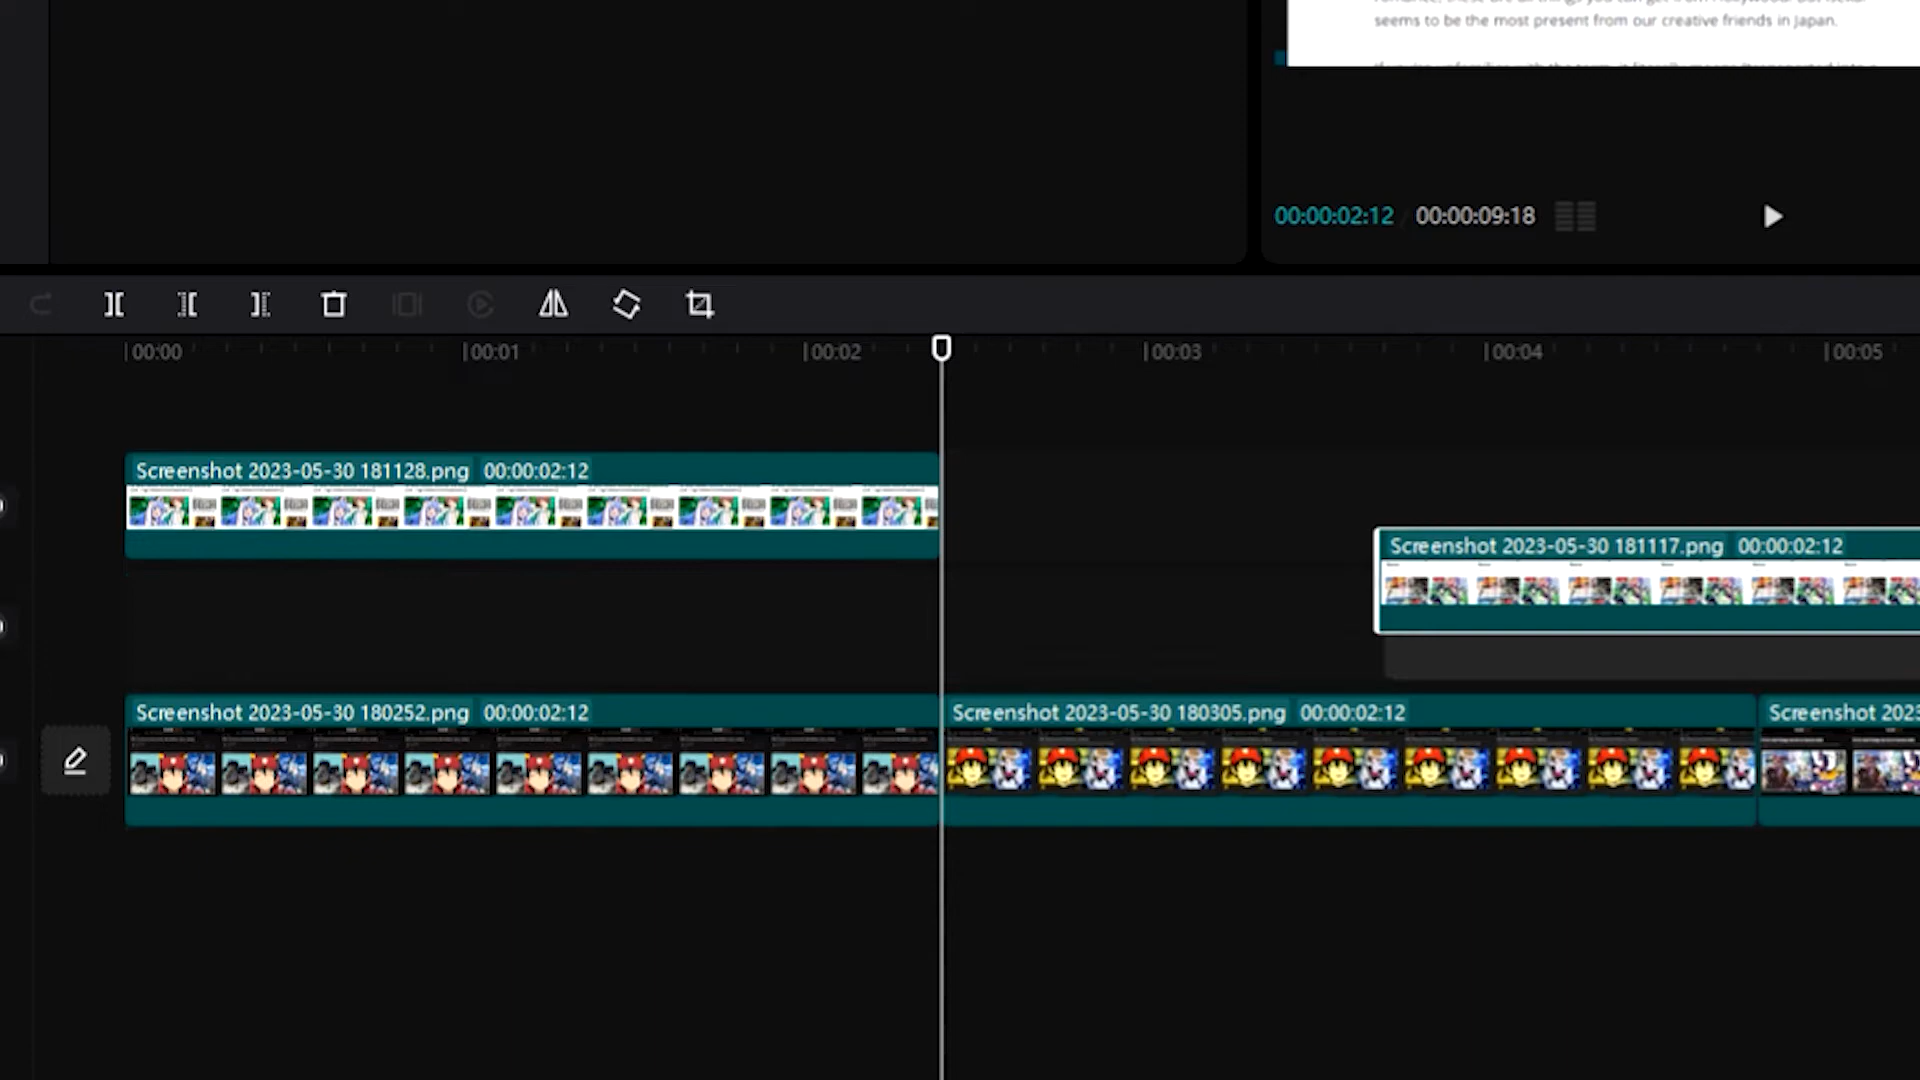 seems to be the most present from our creative friends in Japan.
00:00:02:12 / 00:00:09:18
00:00 00:01 00:02 00:03 00:04 00:05
Screenshot 2023-05-30 181128.png 00:00:02:12
Screenshot 2023-05-30 181117.png 00:00:02:12
Screenshot 2023-05-30 180252.png 00:00:02:12
Screenshot 2023-05-30 180305.png 00:00:02:12
Screenshot 2023